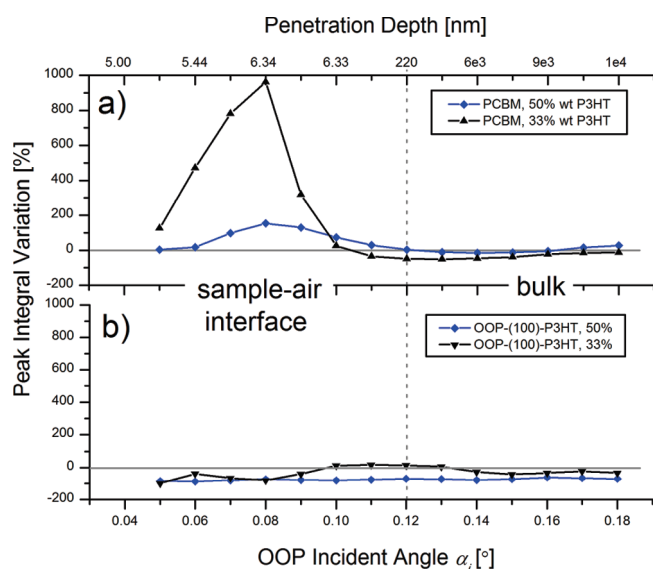 Penetration Depth [nm]
5.00 5.44 6.34 6.33 220 6e3 9e3 1e4
1000
a)
PCBM, 50% wt P3HT
800
PCBM, 33% wt P3HT
600
400
200
0
-200
sample-air
interface
bulk
Peak Integral Variation [%]
1000
b)
OOP-(100)-P3HT, 50%
800
OOP-(100)-P3HT, 33%
600
400
200
0
-200
0.04 0.06 0.08 0.10 0.12 0.14 0.16 0.18
OOP Incident Angle αi [°]